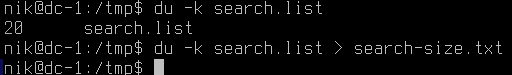 nik@dc-1:/tmp$ du -k search.list
20      search.list
nik@dc-1:/tmp$ du -k search.list > search-size.txt
nik@dc-1:/tmp$